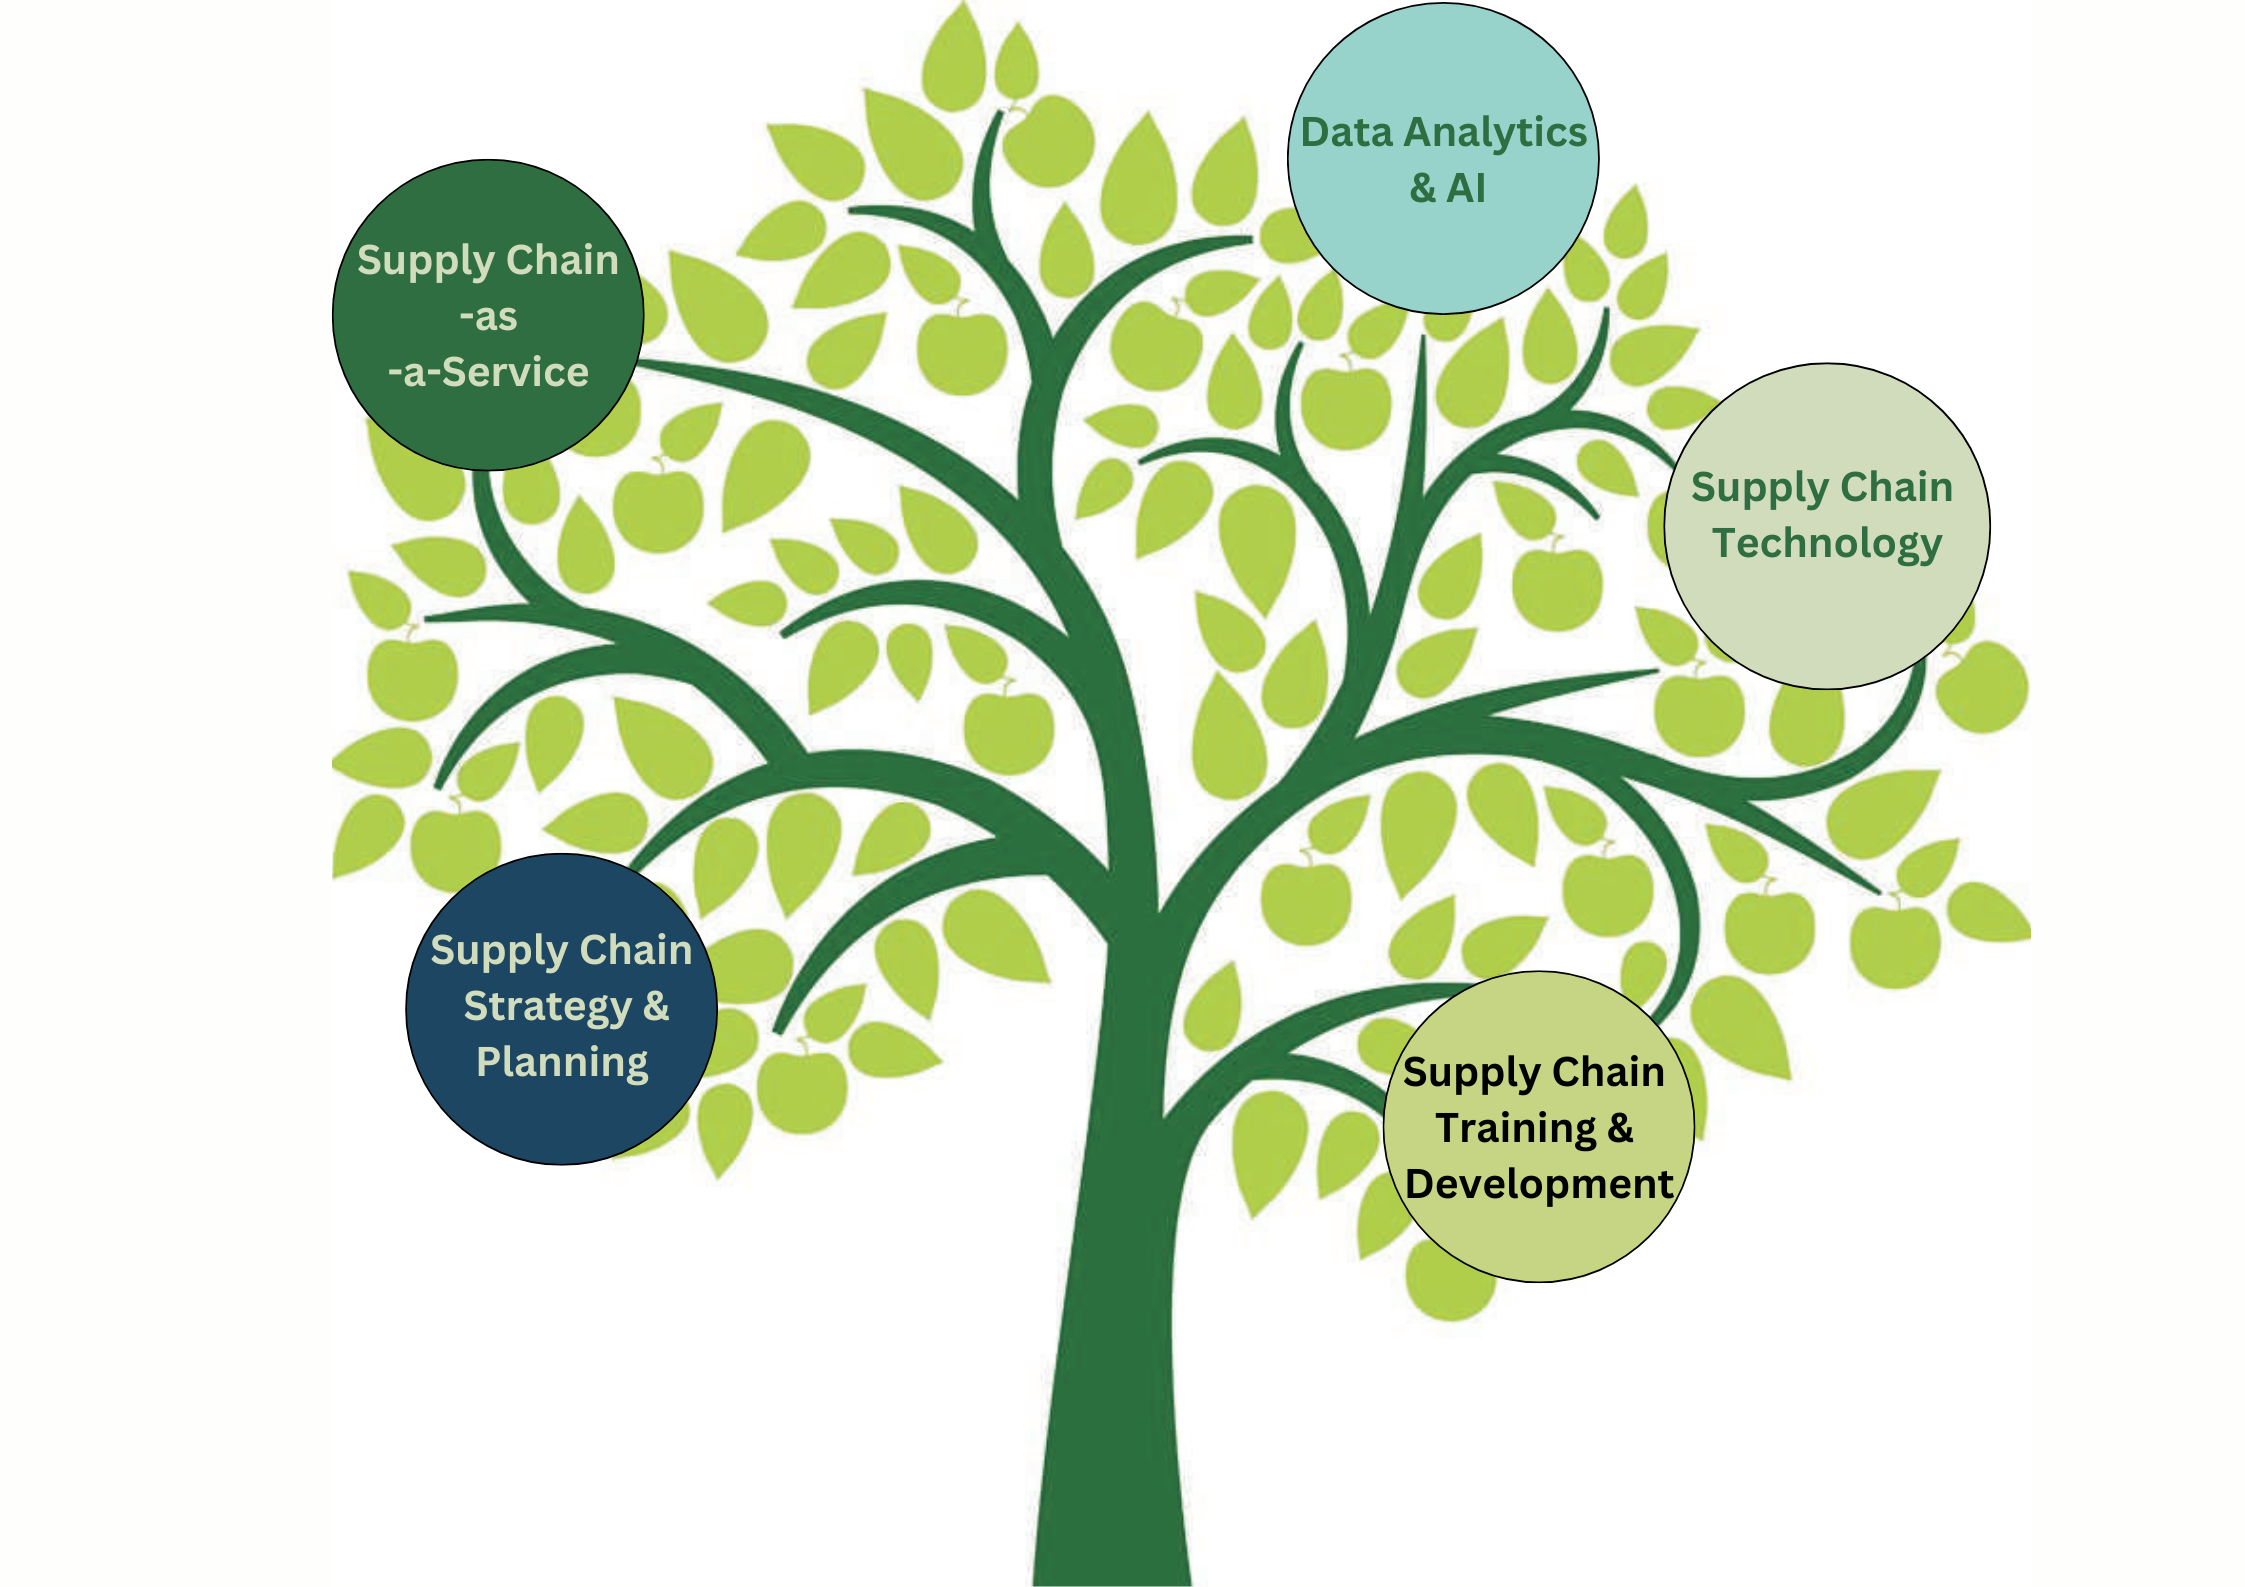 Data Analytics
& AI
Supply Chain
-as
-a-Service
Supply Chain
Technology
Supply Chain
Strategy &
Planning
Supply Chain
Training &
Development